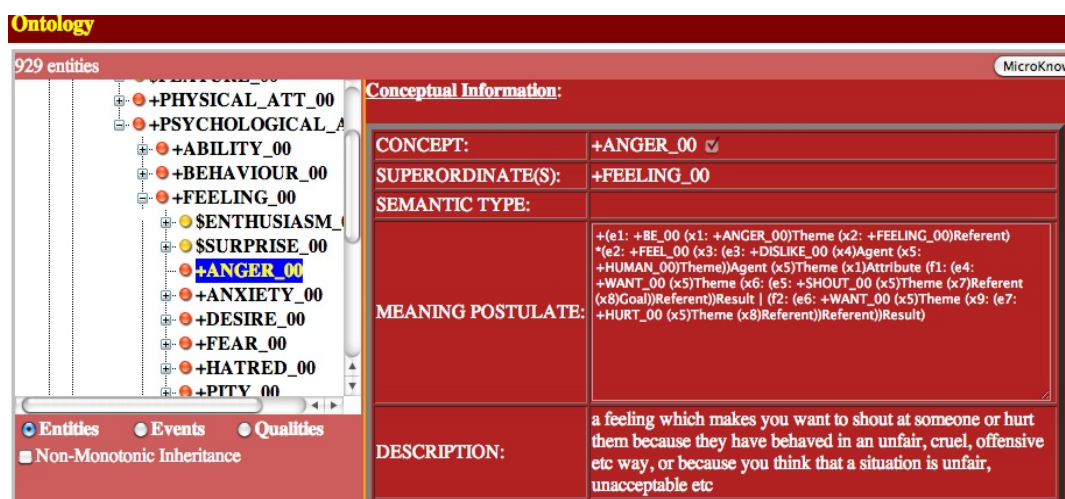 Ontology
929 entities
MicroKnow
$FEATURE_00
+PHYSICAL_ATT_00
+PSYCHOLOGICAL_A
+ABILITY_00
+BEHAVIOUR_00
+FEELING_00
$ENTHUSIASM_
$SURPRISE_00
+ANGER_00
+ANXIETY_00
+DESIRE_00
+FEAR_00
+HATRED_00
+PITY_00
Entities Events Qualities
Non-Monotonic Inheritance
Conceptual Information:
CONCEPT: +ANGER_00
SUPERORDINATE(S): +FEELING_00
SEMANTIC TYPE:
MEANING POSTULATE:
+(e1: +BE_00 (x1: +ANGER_00)Theme (x2: +FEELING_00)Referent)
*(e2: +FEEL_00 (x3: (e3: +DISLIKE_00 (x4)Agent (x5:
+HUMAN_00)Theme))Agent (x5)Theme (x1)Attribute (f1: (e4:
+WANT_00 (x5)Theme (x6: (e5: +SHOUT_00 (x5)Theme (x7)Referent
(x8)Goal))Referent))Result | (f2: (e6: +WANT_00 (x5)Theme (x9: (e7:
+HURT_00 (x5)Theme (x8)Referent))Referent))Result)
DESCRIPTION:
a feeling which makes you want to shout at someone or hurt
them because they have behaved in an unfair, cruel, offensive
etc way, or because you think that a situation is unfair,
unacceptable etc